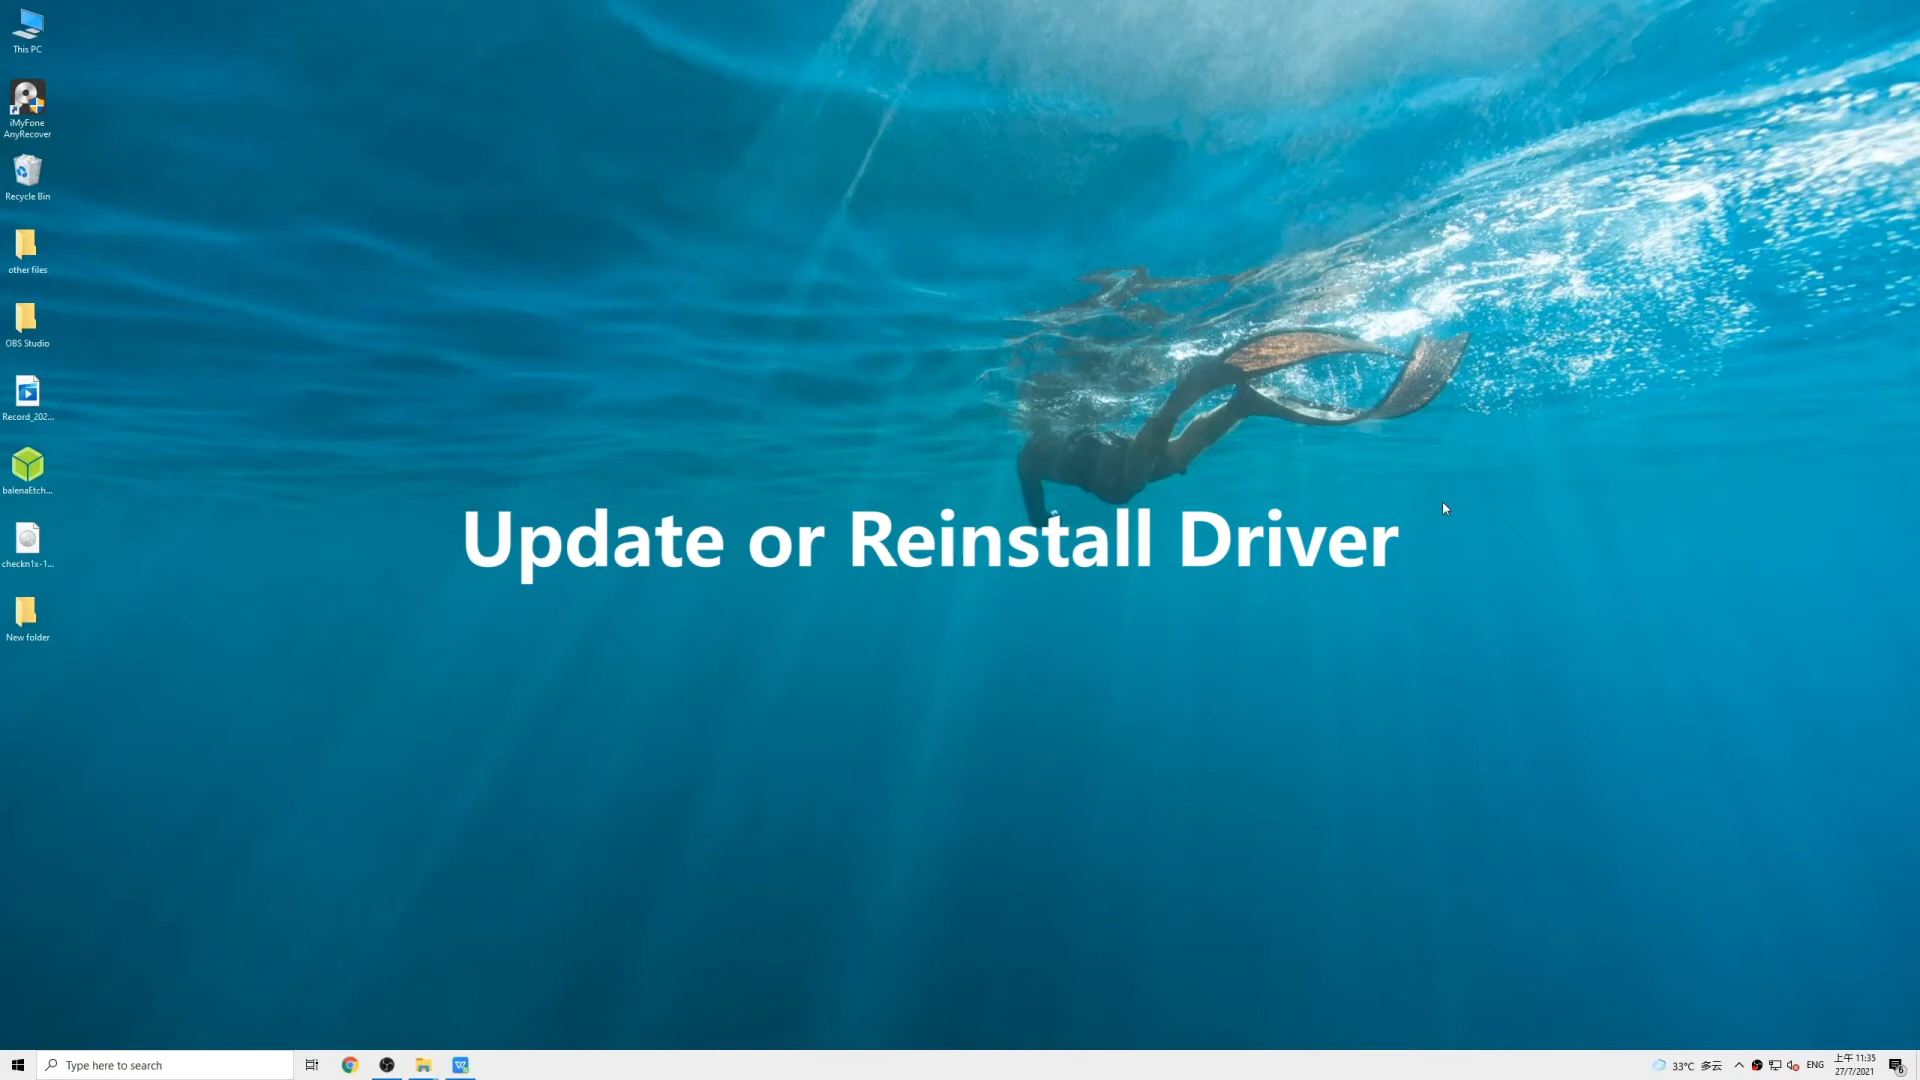 This PC
iMyFone
AnyRecover
Recycle Bin
other files
OBS Studio
Record_202...
balenaEtch...
checkn1x-1...
New folder
Update or Reinstall Driver
Type here to search
33°C 多云
ENG
上午 11:35
27/7/2021
6